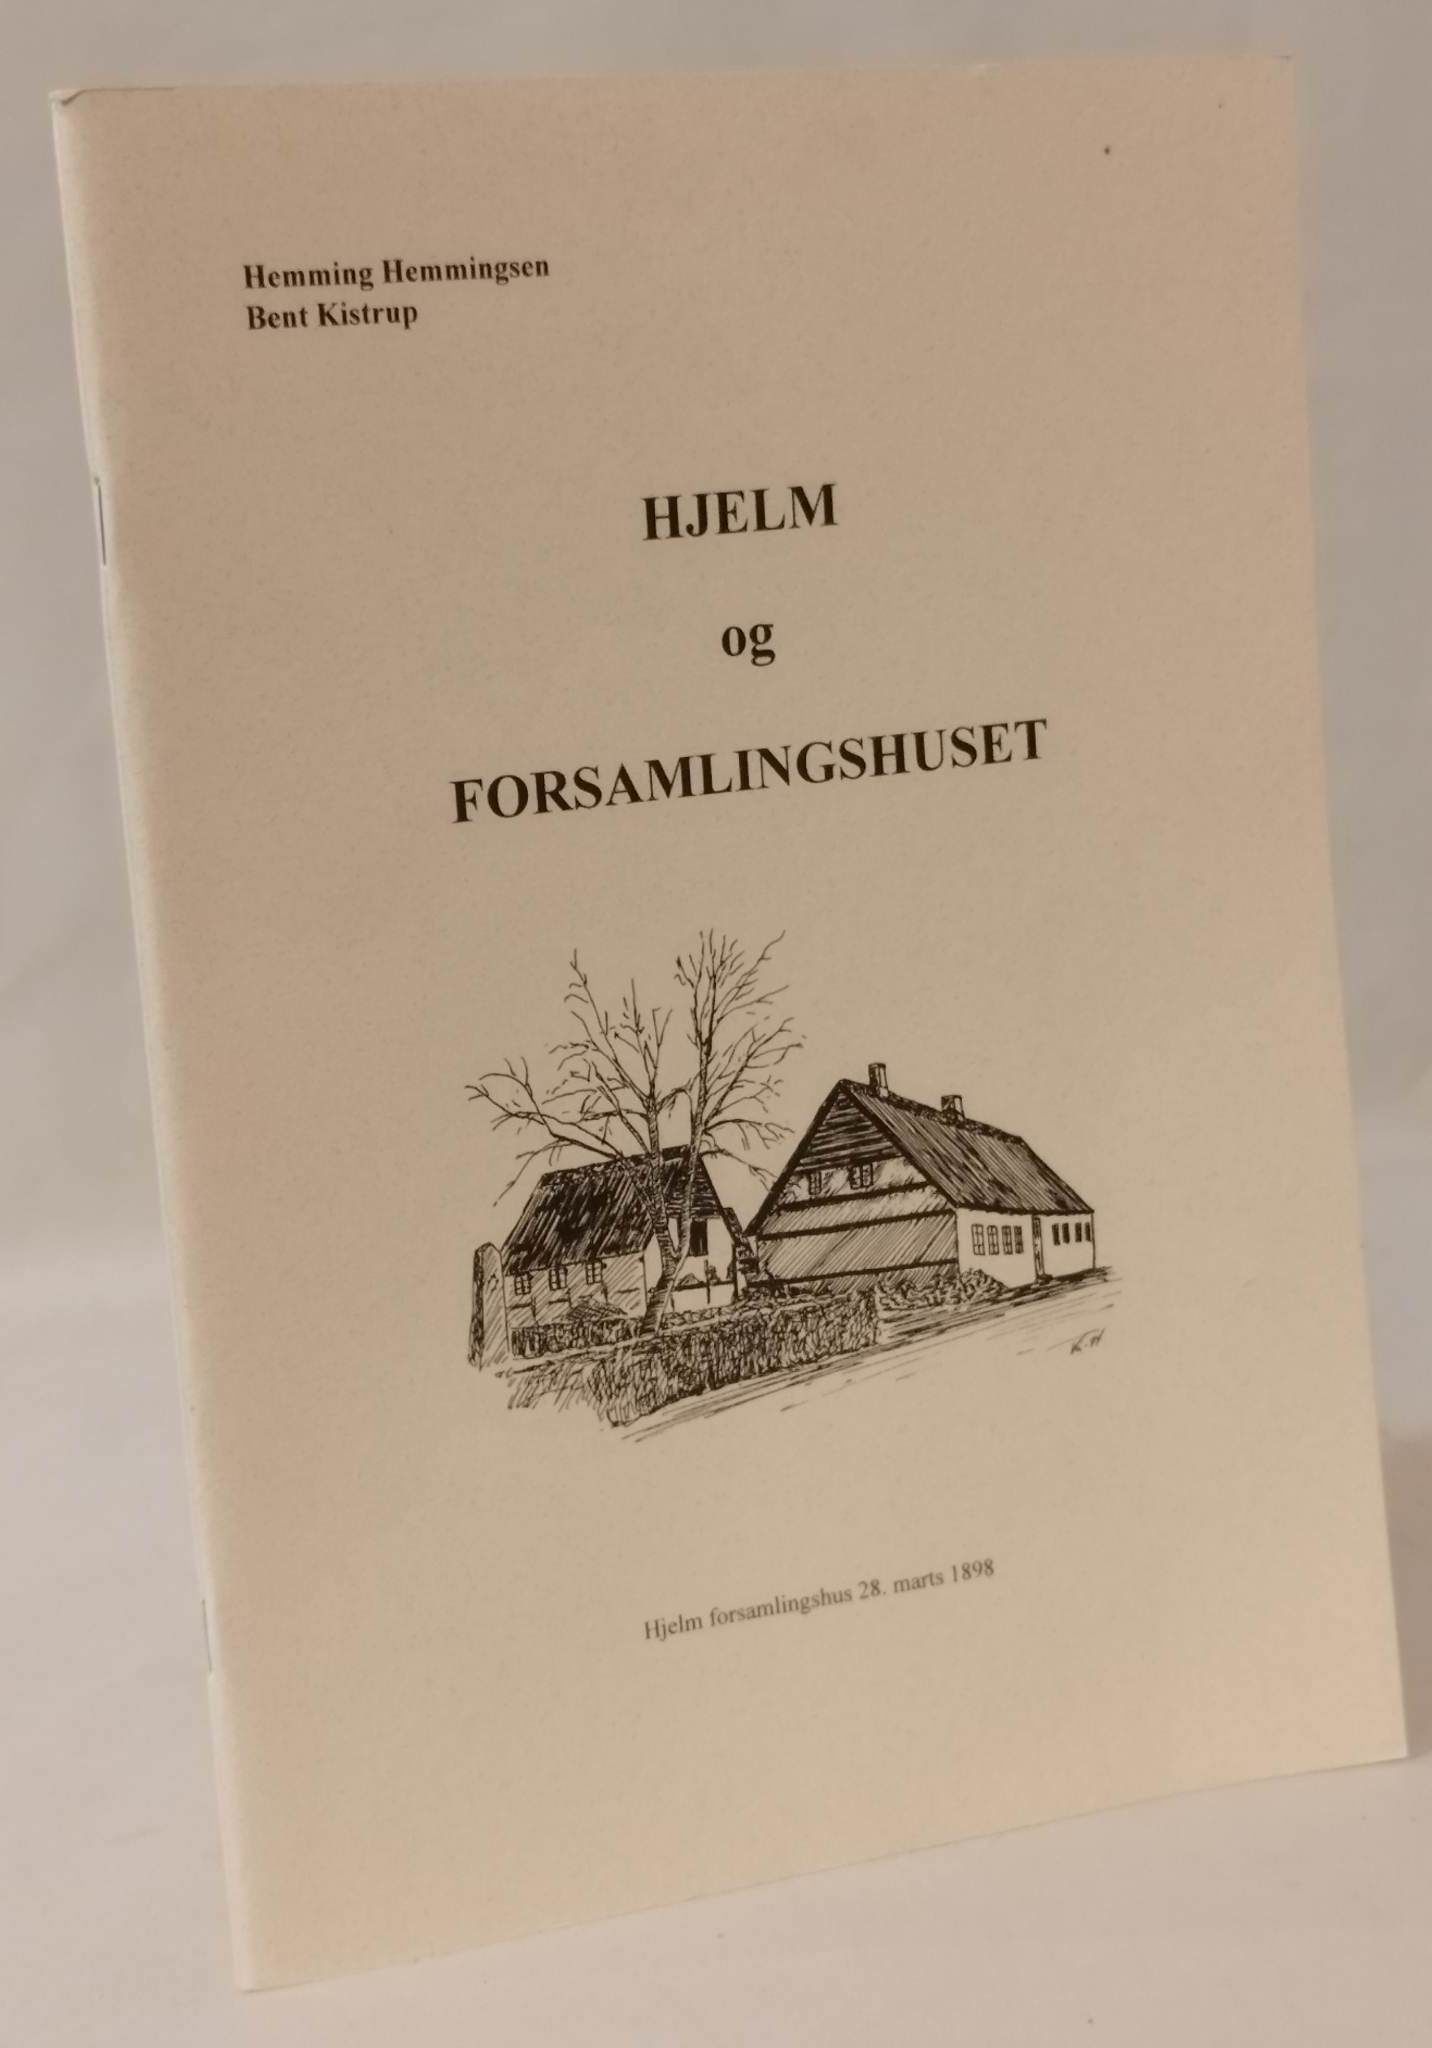 Hemming Hemmingsen
Bent Kistrup
HJELM
og
FORSAMLINGSHUSET
Hjelm forsamlingshus 28. marts 1898